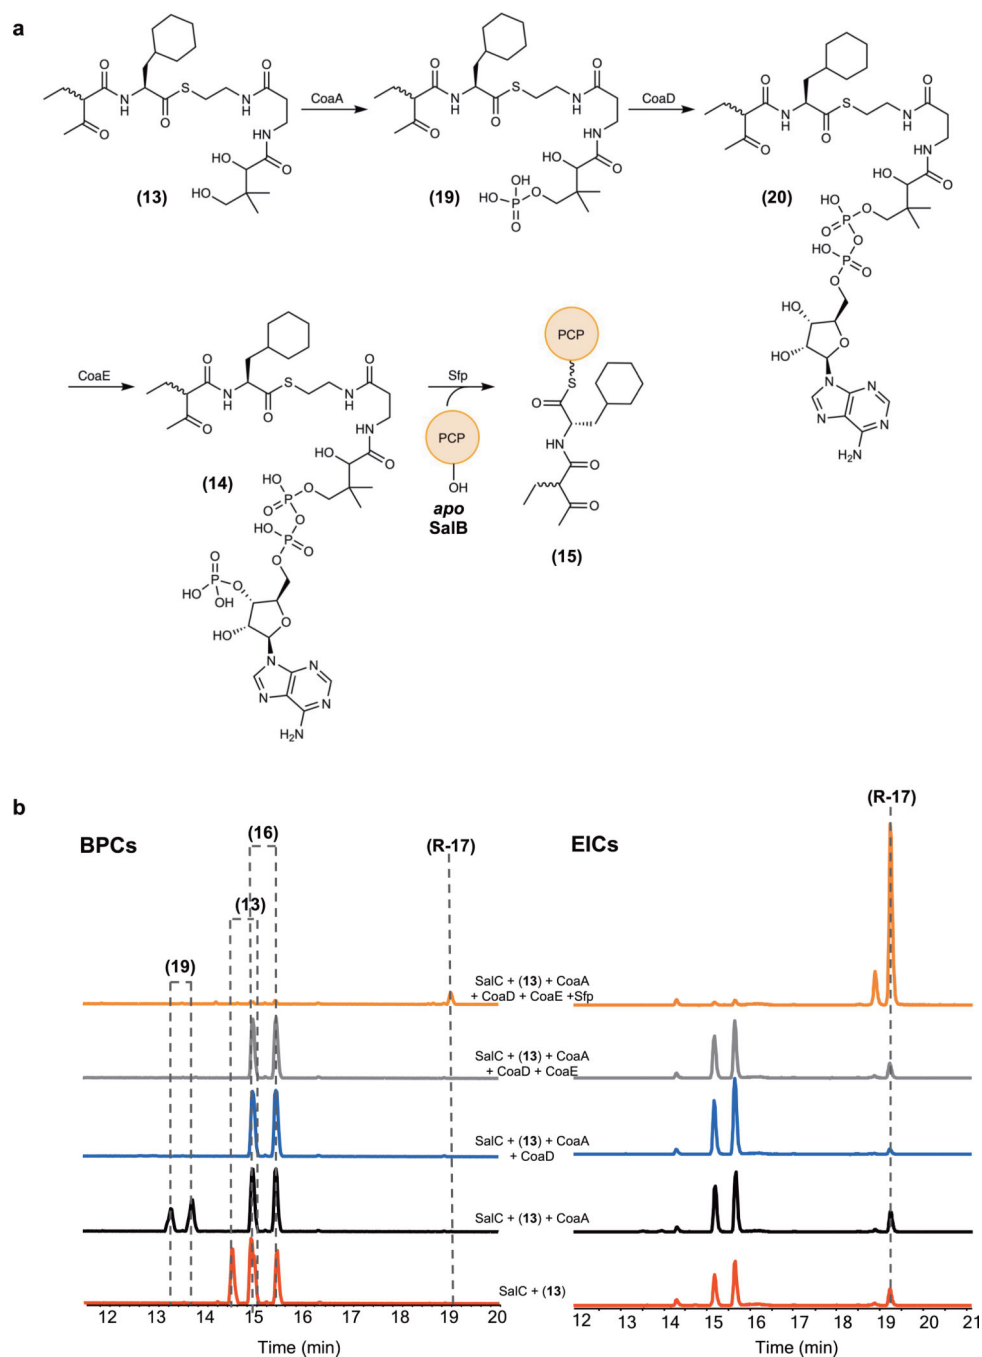 a
CoaA
CoaD
(13)
(19)
(20)
CoaE
Sfp
PCP
OH
apo
SalB
PCP
S
(14)
(15)
b
BPCs
EICs
(R-17)
(16)
(R-17)
(13)
(19)
SalC + (13) + CoaA
+ CoaD + CoaE +Sfp
SalC + (13) + CoaA
+ CoaD + CoaE
SalC + (13) + CoaA
+ CoaD
SalC + (13) + CoaA
SalC + (13)
12 13 14 15 16 17 18 19 20
12 13 14 15 16 17 18 19 20 21
Time (min)
Time (min)